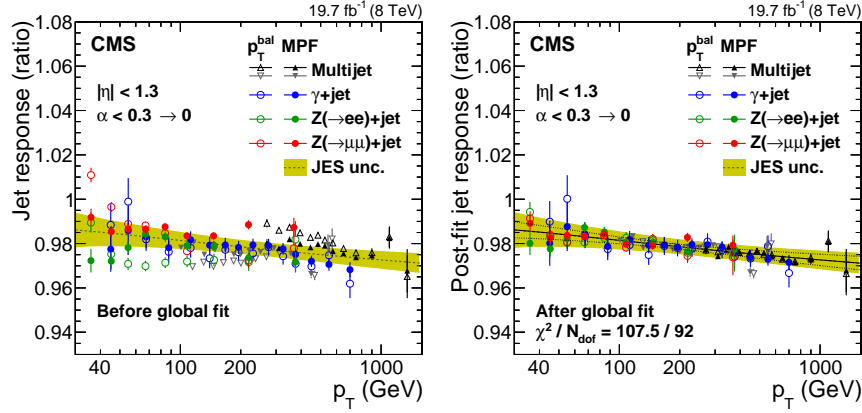 19.7 fb⁻¹ (8 TeV)
CMS
p_T^bal MPF
Multijet
|η| < 1.3
γ+jet
α < 0.3 → 0
Z(→ee)+jet
Z(→μμ)+jet
JES unc.
Before global fit
Jet response (ratio)
1.08
1.06
1.04
1.02
1
0.98
0.96
0.94
40
100
200
1000
p_T (GeV)
19.7 fb⁻¹ (8 TeV)
CMS
p_T^bal MPF
Multijet
|η| < 1.3
γ+jet
α < 0.3 → 0
Z(→ee)+jet
Z(→μμ)+jet
JES unc.
After global fit
χ² / N_dof = 107.5 / 92
Post-fit jet response (ratio)
1.08
1.06
1.04
1.02
1
0.98
0.96
0.94
40
100
200
1000
p_T (GeV)